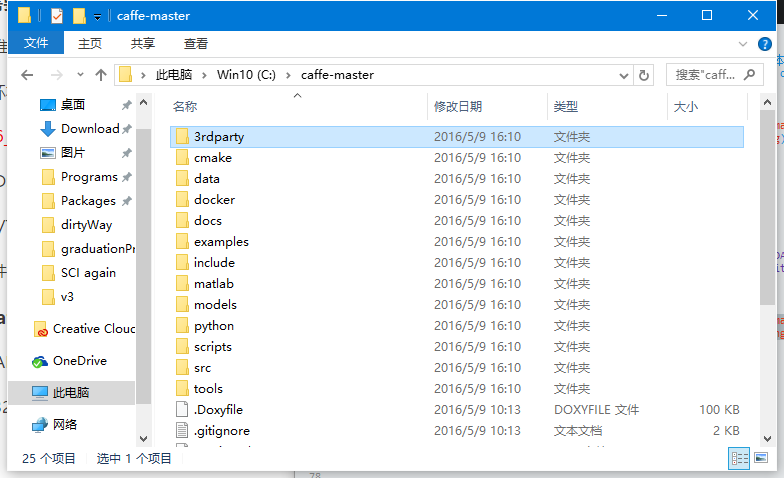 caffe-master
文件 主页 共享 查看
此电脑 Win10 (C:) caffe-master
搜索"caff...
名称 修改日期 类型 大小
桌面
Download
图片
Programs
Packages
dirtyWay
graduationPr
SCI again
v3
Creative Cloud
OneDrive
此电脑
网络
3rdparty 2016/5/9 16:10 文件夹
cmake 2016/5/9 16:10 文件夹
data 2016/5/9 16:10 文件夹
docker 2016/5/9 16:10 文件夹
docs 2016/5/9 16:10 文件夹
examples 2016/5/9 16:10 文件夹
include 2016/5/9 16:10 文件夹
matlab 2016/5/9 16:10 文件夹
models 2016/5/9 16:10 文件夹
python 2016/5/9 16:10 文件夹
scripts 2016/5/9 16:10 文件夹
src 2016/5/9 16:10 文件夹
tools 2016/5/9 16:10 文件夹
.Doxyfile 2016/5/9 10:13 DOXYFILE 文件 100 KB
.gitignore 2016/5/9 10:13 文本文档 2 KB
25 个项目 选中 1 个项目
78